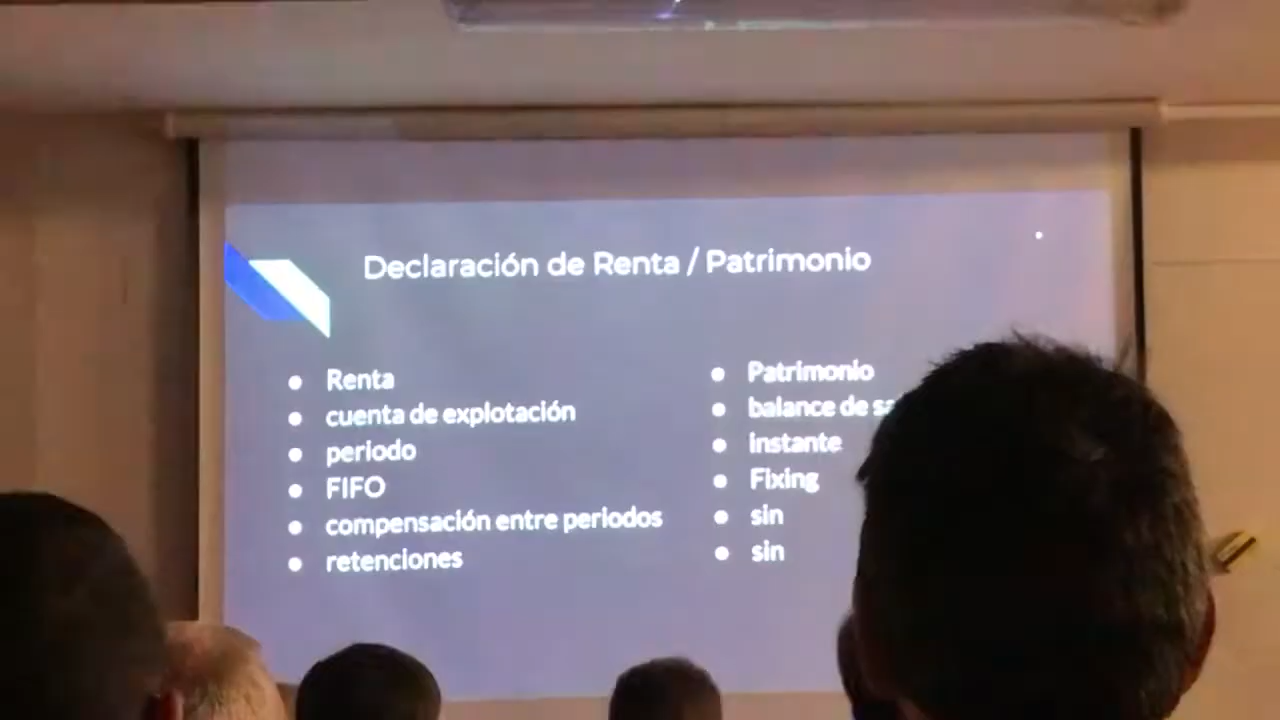 Declaración de Renta / Patrimonio
Renta
cuenta de explotación
periodo
FIFO
compensación entre periodos
retenciones
Patrimonio
balance de
instante
Fixing
sin
sin